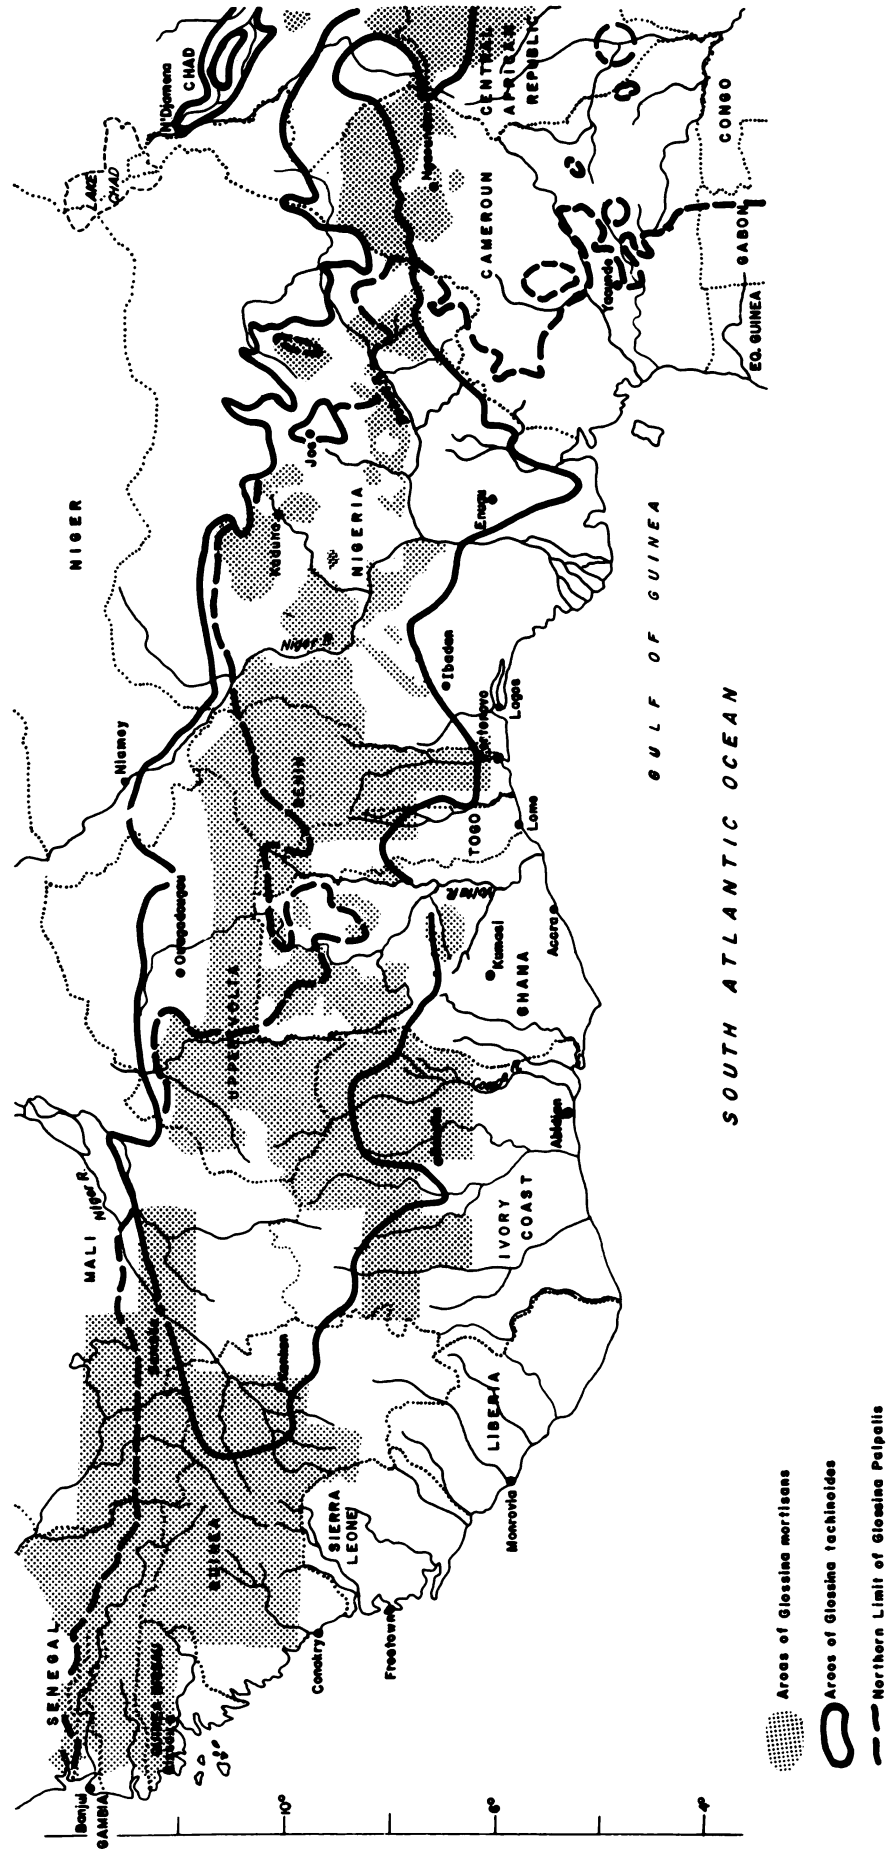 SENEGAL
Banjul
GAMBIA
GUINEA BISSAU
GUINEA
Conakry
Freetown
SIERRA
LEONE
Monrovia
LIBERIA
MALI
Niger R.
IVORY
COAST
Abidjan
UPPER VOLTA
Ouagadougou
GHANA
Kumasi
Accra
Volta R.
TOGO
Lome
BENIN
Portonovo
Niamey
NIGER
Niger R.
Ibadan
Lagos
NIGERIA
Kaduna
Jos
Enugu
LAKE
CHAD
N'Djamena
CHAD
CAMEROUN
Yaounde
CENTRAL
AFRICAN
REPUBLIC
EQ. GUINEA
GABON
CONGO
GULF OF GUINEA
SOUTH ATLANTIC OCEAN
10°
6°
4°
Areas of Glossina mortisans
Areas of Glossina tachinoides
Northern Limit of Glossina Palpalis